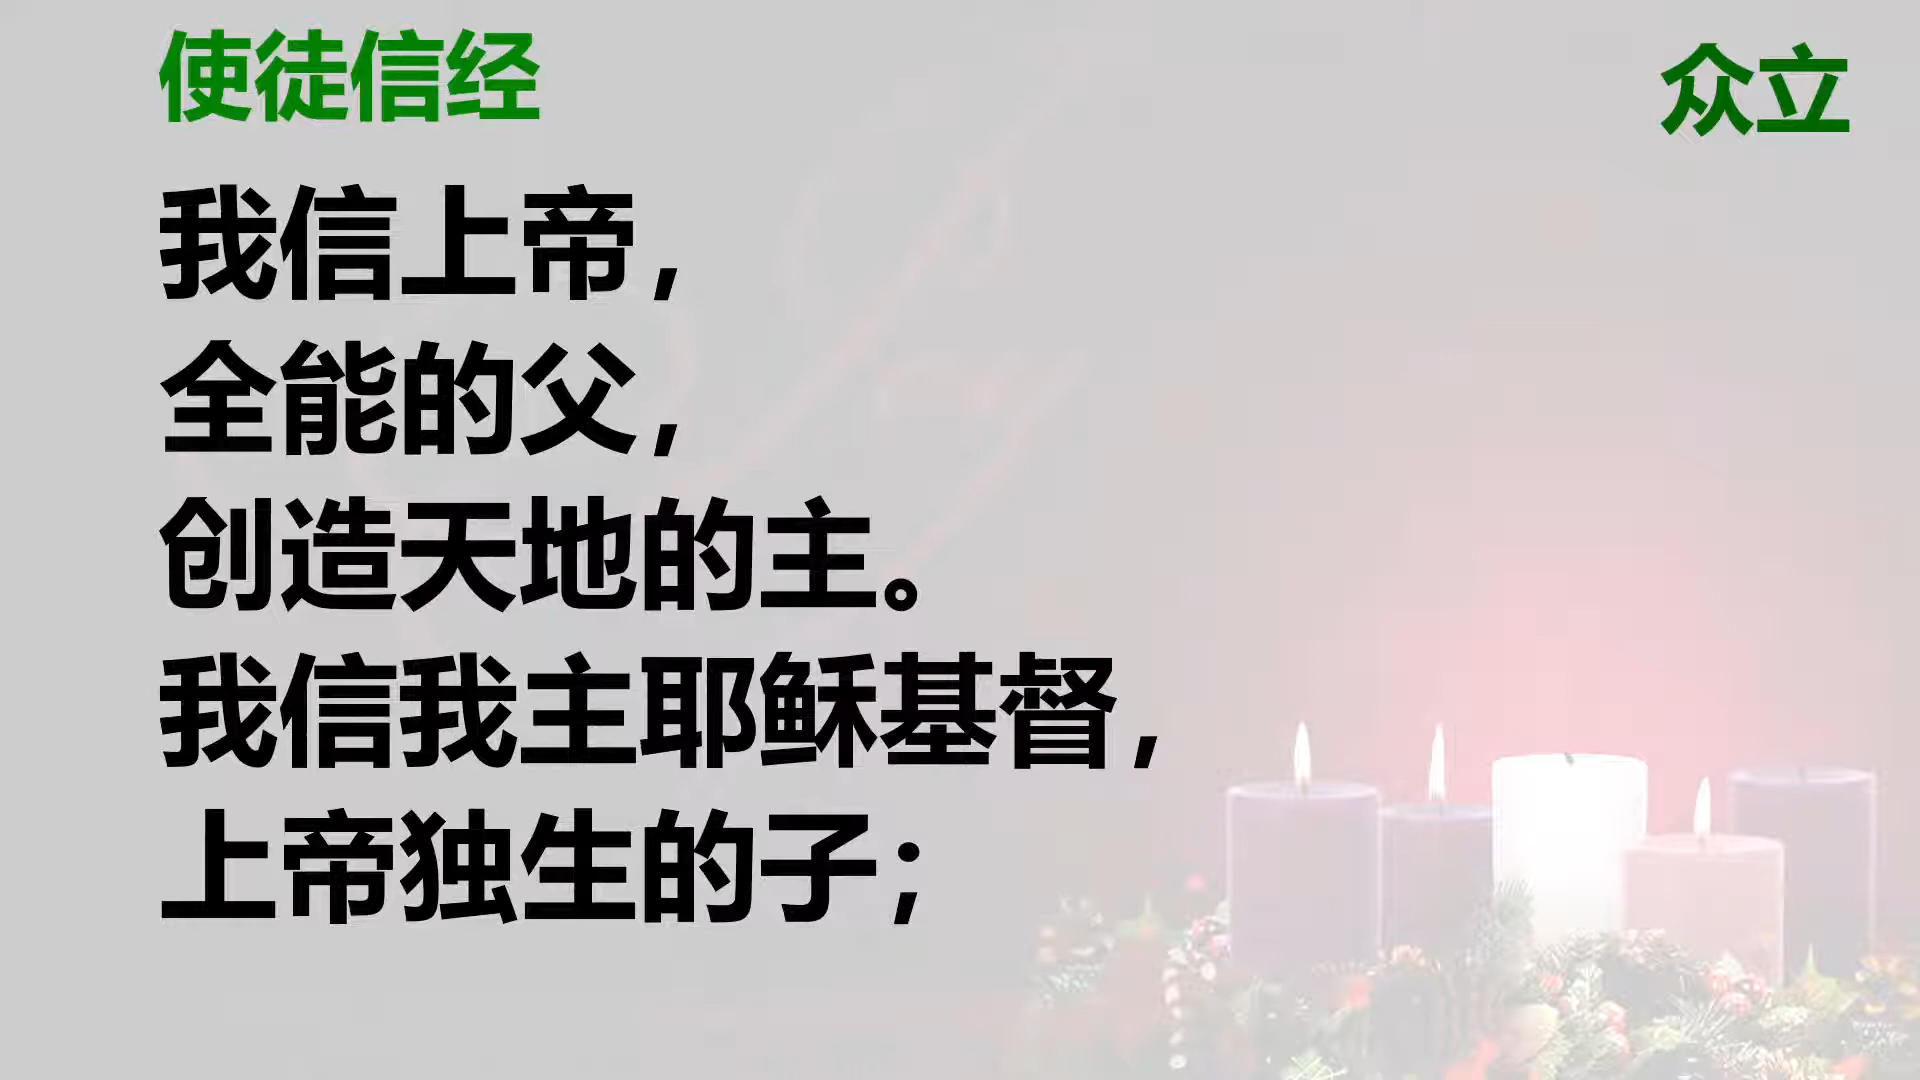 使徒信经
众立
我信上帝，
全能的父，
创造天地的主。
我信我主耶稣基督，
上帝独生的子；